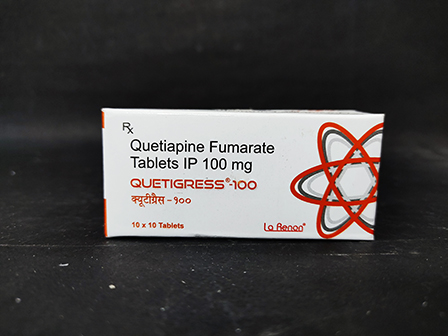 Rx
Quetiapine Fumarate
Tablets IP 100 mg
QUETIGRESS®-100
क्यूटीग्रैस - १००
10 x 10 Tablets
La Renon®